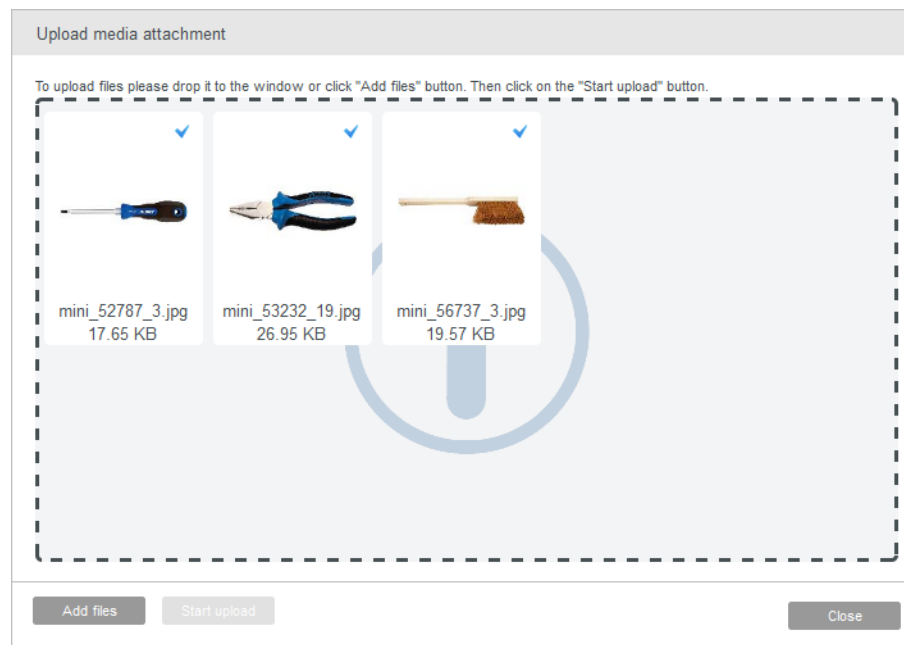 Upload media attachment
To upload files please drop it to the window or click "Add files" button. Then click on the "Start upload" button.
mini_52787_3.jpg
17.65 KB
mini_53232_19.jpg
26.95 KB
mini_56737_3.jpg
19.57 KB
Add files
Start upload
Close